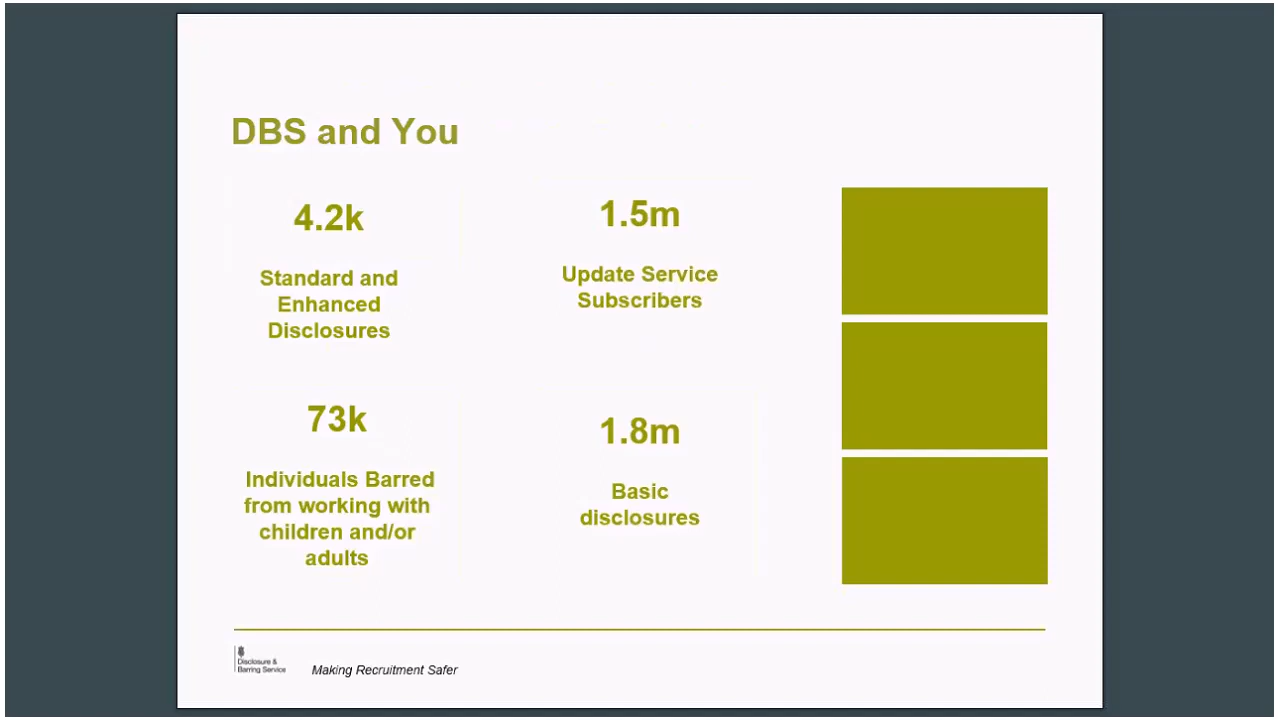 DBS and You
4.2k
Standard and
Enhanced
Disclosures
1.5m
Update Service
Subscribers
73k
Individuals Barred
from working with
children and/or
adults
1.8m
Basic
disclosures
Disclosure &
Barring Service
Making Recruitment Safer